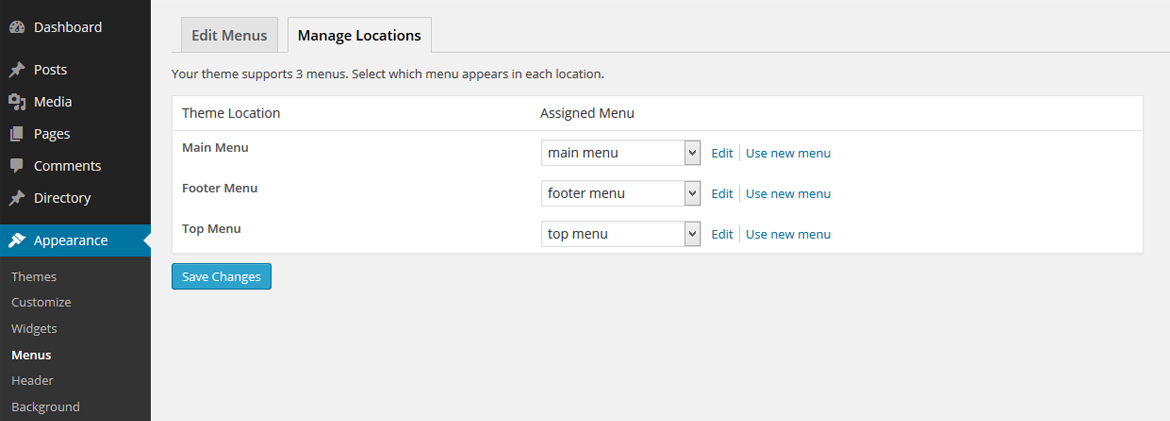 Dashboard
Posts
Media
Pages
Comments
Directory
Appearance
Themes
Customize
Widgets
Menus
Header
Background
Edit Menus
Manage Locations
Your theme supports 3 menus. Select which menu appears in each location.
Theme Location Assigned Menu
Main Menu main menu Edit Use new menu
Footer Menu footer menu Edit Use new menu
Top Menu top menu Edit Use new menu
Save Changes